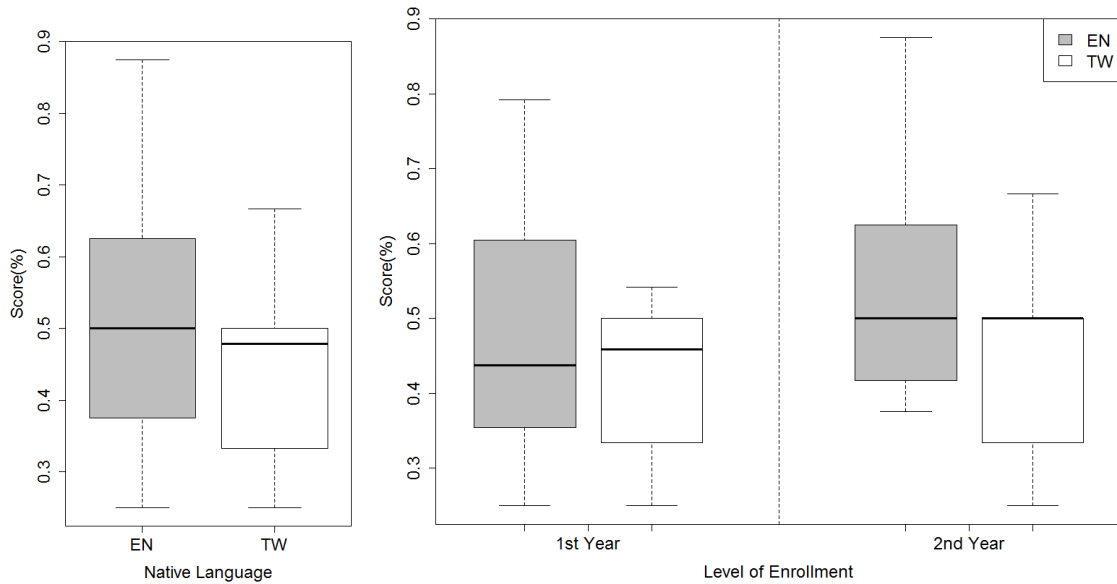 Score(%)
0.9
0.8
0.7
0.6
0.5
0.4
0.3
EN TW
Native Language
Score(%)
0.9
0.8
0.7
0.6
0.5
0.4
0.3
EN
TW
1st Year 2nd Year
Level of Enrollment